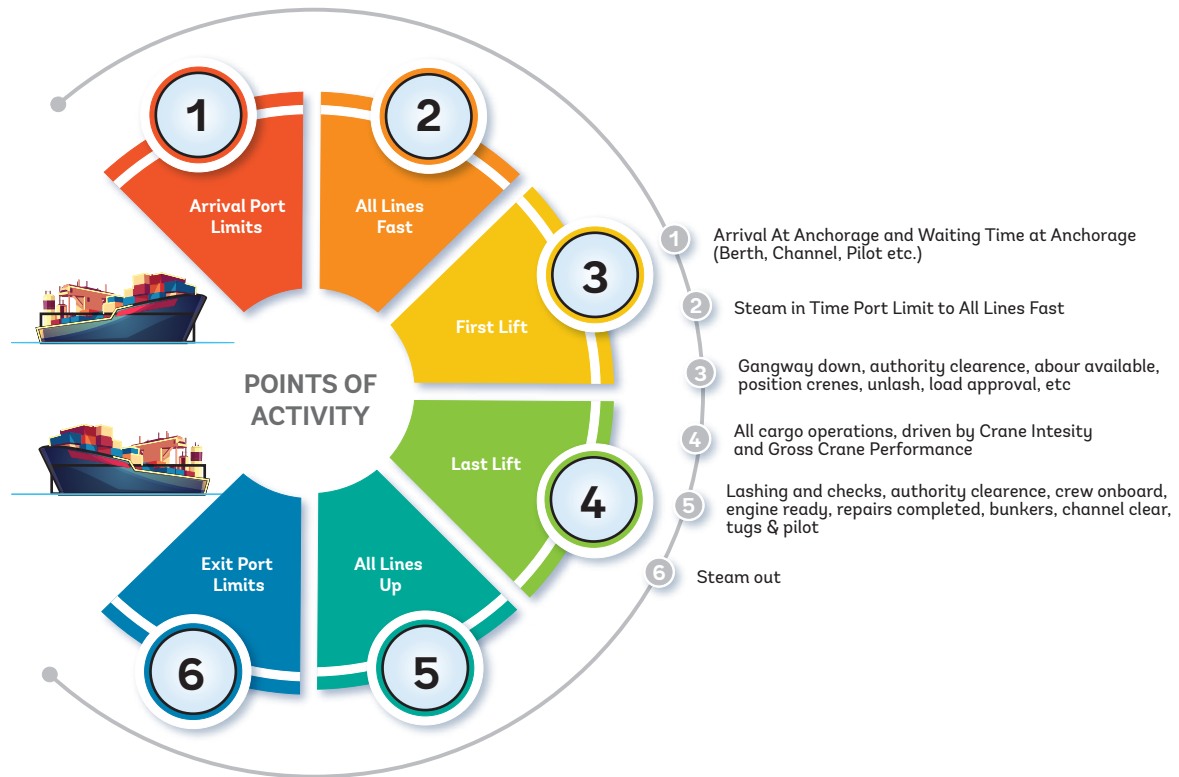 1
Arrival Port
Limits
2
All Lines
Fast
3
First Lift
4
Last Lift
5
All Lines
Up
6
Exit Port
Limits
POINTS OF
ACTIVITY
1
Arrival At Anchorage and Waiting Time at Anchorage
(Berth, Channel, Pilot etc.)
2
Steam in Time Port Limit to All Lines Fast
3
Gangway down, authority clearence, abour available,
position crenes, unlash, load approval, etc
4
All cargo operations, driven by Crane Intesity
and Gross Crane Performance
5
Lashing and checks, authority clearence, crew onboard,
engine ready, repairs completed, bunkers, channel clear,
tugs & pilot
6
Steam out